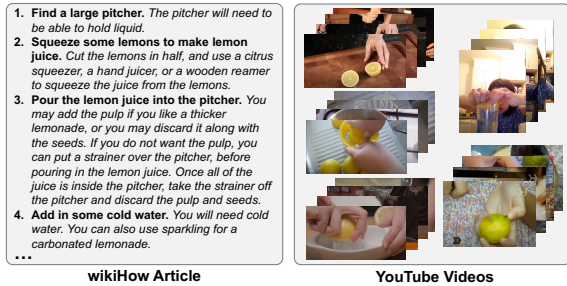 1. Find a large pitcher. The pitcher will need to
be able to hold liquid.
2. Squeeze some lemons to make lemon
juice. Cut the lemons in half, and use a citrus
squeezer, a hand juicer, or a wooden reamer
to squeeze the juice from the lemons.
3. Pour the lemon juice into the pitcher. You
may add the pulp if you like a thicker
lemonade, or you may discard it along with
the seeds. If you do not want the pulp, you
can put a strainer over the pitcher, before
pouring in the lemon juice. Once all of the
juice is inside the pitcher, take the strainer off
the pitcher and discard the pulp and seeds.
4. Add in some cold water. You will need cold
water. You can also use sparkling for a
carbonated lemonade.
...
wikiHow Article
YouTube Videos